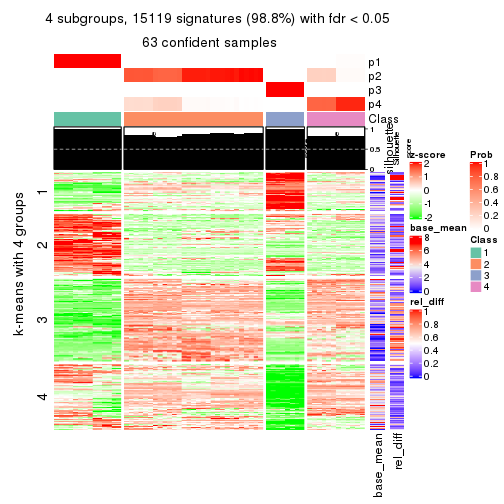 4 subgroups, 15119 signatures (98.8%) with fdr < 0.05
63 confident samples
p1
p2
p3
p4
Class
1
0.5
0
silhouette
Silhouette
score
k-means with 4 groups
1
2
3
4
base_mean
rel_diff
z-score
2
1
0
-1
-2
base_mean
8
6
4
2
0
rel_diff
1
0.8
0.6
0.4
0.2
0
Prob
1
0.8
0.6
0.4
0.2
0
Class
1
2
3
4